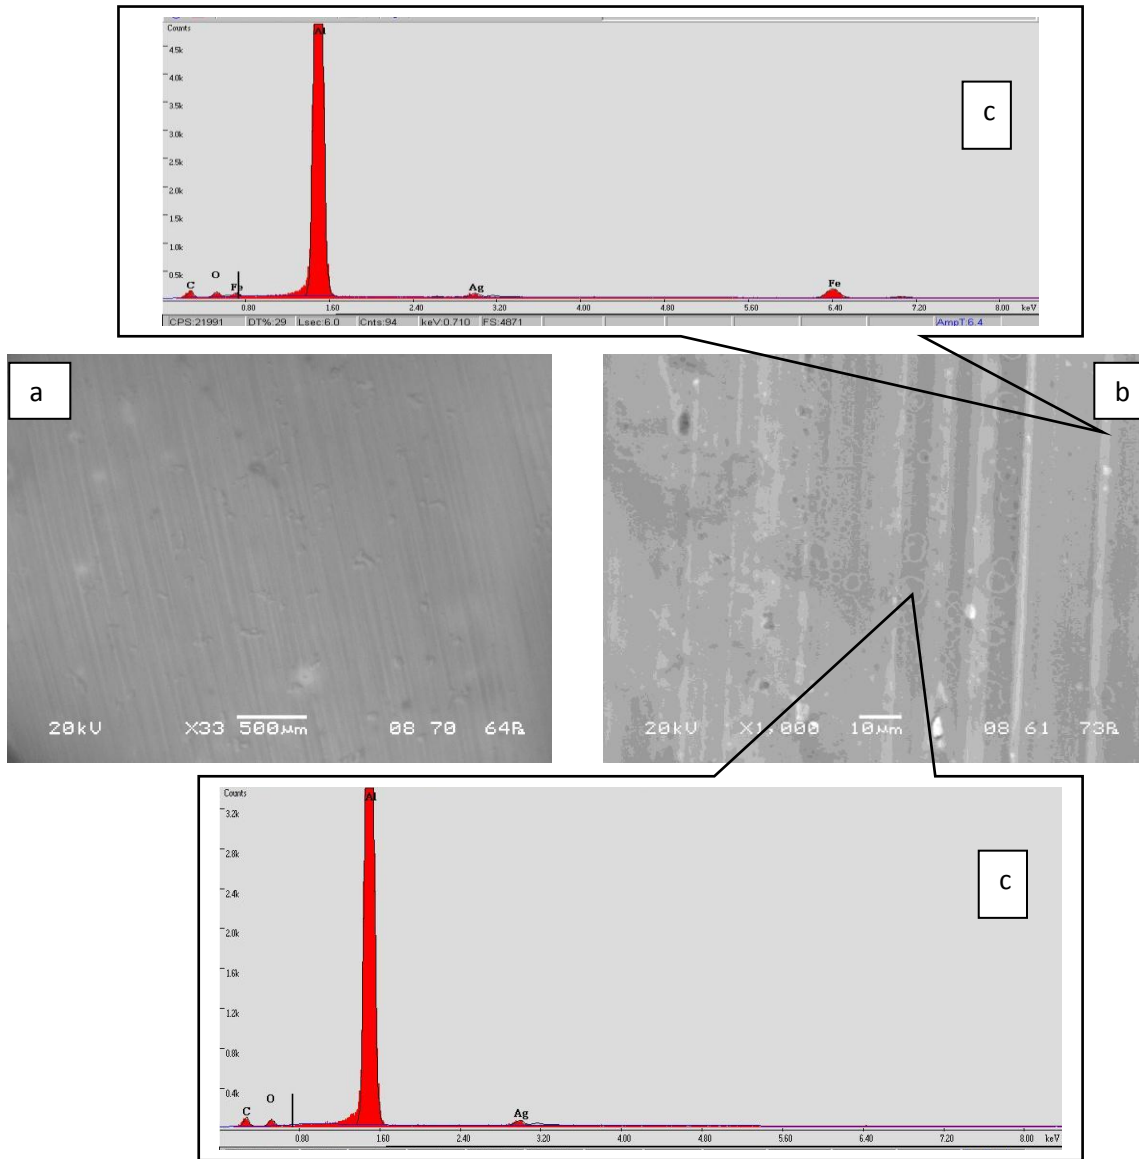 Counts
Al
4.5k
4.0k
3.5k
3.0k
2.5k
2.0k
1.5k
1.0k
0.5k
C O Fe Ag Fe
0.80 1.60 2.40 3.20 4.00 4.80 5.60 6.40 7.20 8.00 keV
CPS:21991 DT%:29 Lsec:6.0 Cnts:94 keV:0.710 FS:4871 AmpT:6.4
c
a
20kV X33 500µm 08 70 64Pa
b
20kV X1,000 10µm 08 61 73Pa
Counts
Al
3.2k
2.8k
2.4k
2.0k
1.6k
1.2k
0.8k
0.4k
C O Ag
0.80 1.60 2.40 3.20 4.00 4.80 5.60 6.40 7.20 8.00 keV
c